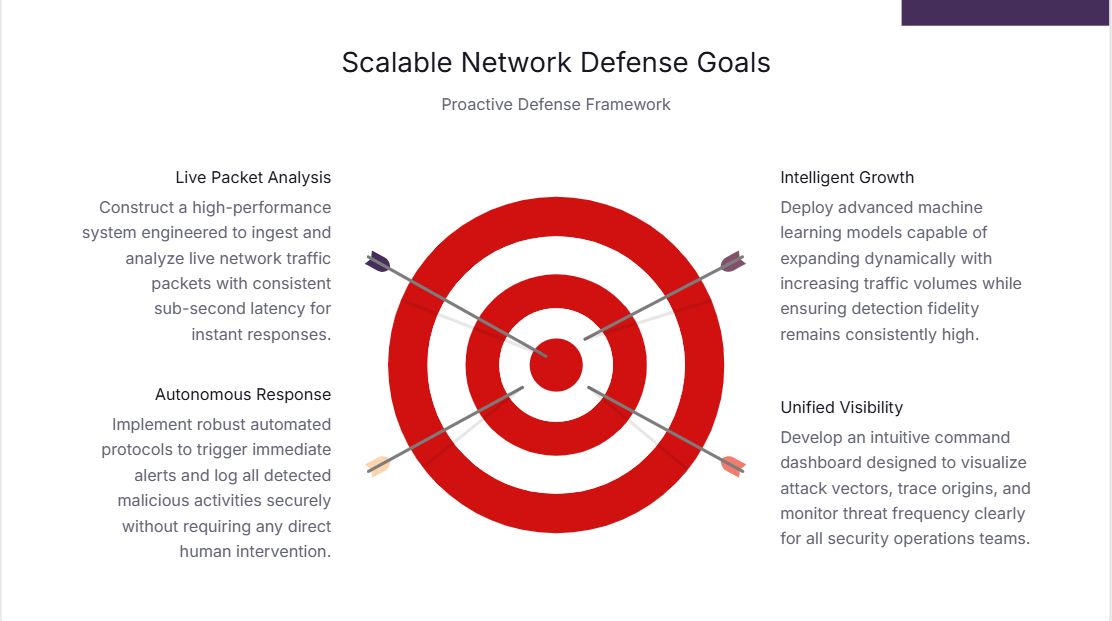 Scalable Network Defense Goals
Proactive Defense Framework
Live Packet Analysis
Construct a high-performance
system engineered to ingest and
analyze live network traffic
packets with consistent
sub-second latency for
instant responses.
Autonomous Response
Implement robust automated
protocols to trigger immediate
alerts and log all detected
malicious activities securely
without requiring any direct
human intervention.
Intelligent Growth
Deploy advanced machine
learning models capable of
expanding dynamically with
increasing traffic volumes while
ensuring detection fidelity
remains consistently high.
Unified Visibility
Develop an intuitive command
dashboard designed to visualize
attack vectors, trace origins, and
monitor threat frequency clearly
for all security operations teams.